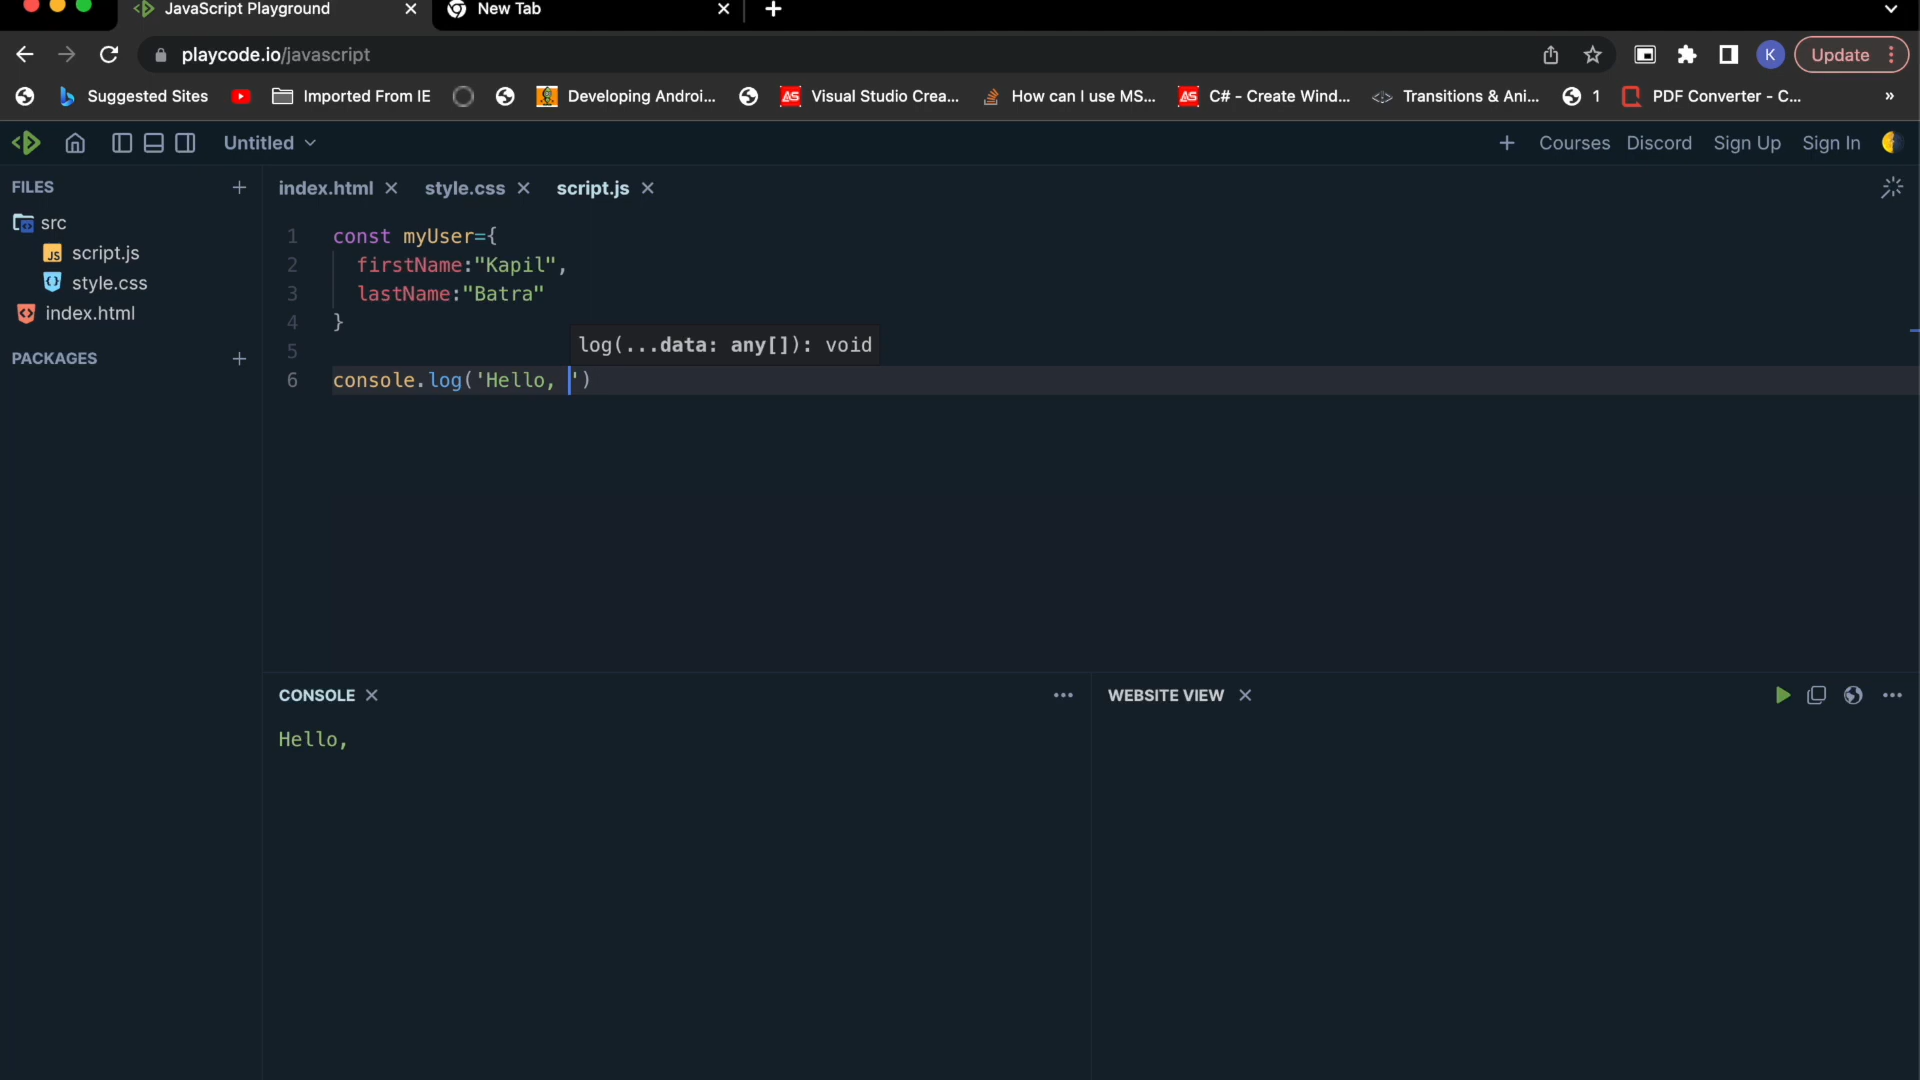 JavaScript Playground
New Tab
playcode.io/javascript
K
Update
Suggested Sites
Imported From IE
Developing Androi...
Visual Studio Crea...
How can I use MS...
C# - Create Wind...
Transitions & Ani...
1
PDF Converter - C...
»
Untitled
Courses
Discord
Sign Up
Sign In
FILES
src
script.js
style.css
index.html
PACKAGES
index.html
style.css
script.js
1 const myUser={
2 firstName:"Kapil",
3 lastName:"Batra"
4 }
log(...data: any[]): void
5
6 console.log('Hello, ')
CONSOLE
Hello,
WEBSITE VIEW